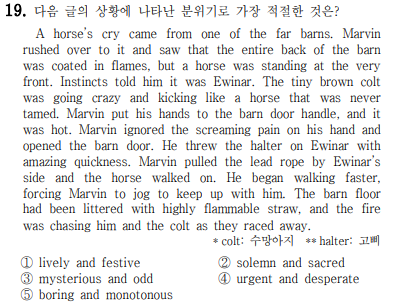 19. 다음 글의 상황에 나타난 분위기로 가장 적절한 것은?
A horse's cry came from one of the far barns. Marvin
rushed over to it and saw that the entire back of the barn
was coated in flames, but a horse was standing at the very
front. Instincts told him it was Ewinar. The tiny brown colt
was going crazy and kicking like a horse that was never
tamed. Marvin put his hands to the barn door handle, and it
was hot. Marvin ignored the screaming pain on his hand and
opened the barn door. He threw the halter on Ewinar with
amazing quickness. Marvin pulled the lead rope by Ewinar's
side and the horse walked on. He began walking faster,
forcing Marvin to jog to keep up with him. The barn floor
had been littered with highly flammable straw, and the fire
was chasing him and the colt as they raced away.
* colt: 수망아지 ** halter: 고삐
① lively and festive ② solemn and sacred
③ mysterious and odd ④ urgent and desperate
⑤ boring and monotonous